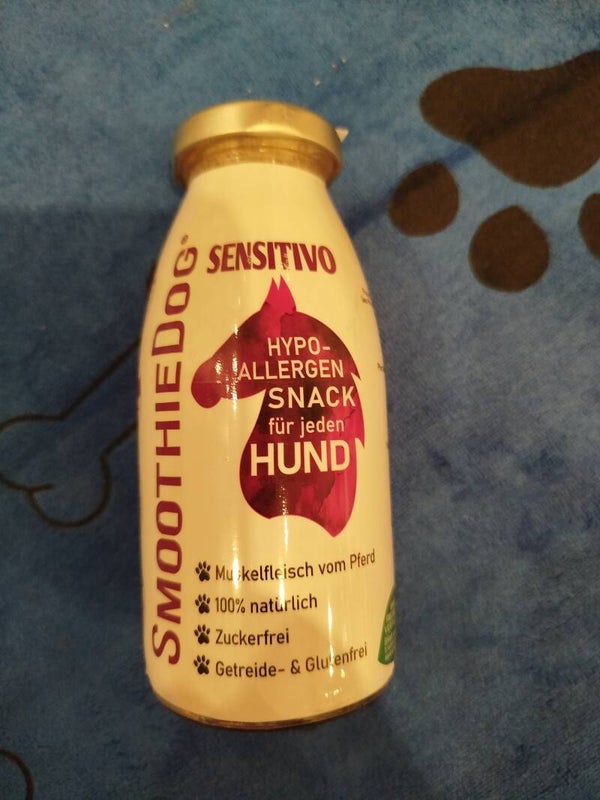 SMOOTHIEDOG®
SENSITIVO
HYPO-
ALLERGEN
SNACK
für jeden
HUND
Muskelfleisch vom Pferd
100% natürlich
Zuckerfrei
Getreide- & Glutenfrei